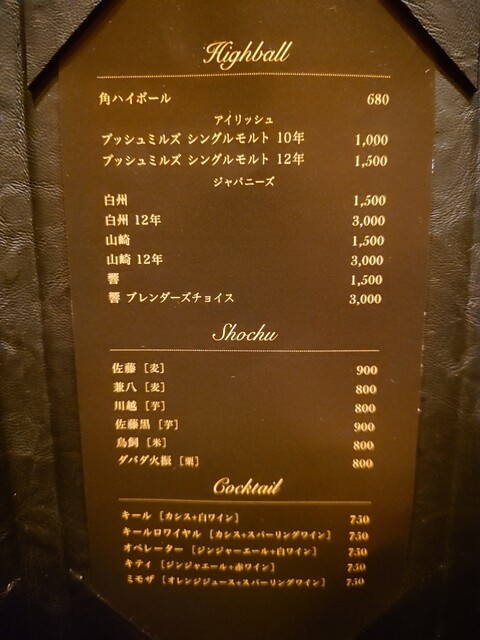 Highball
角ハイボール 680
アイリッシュ
ブッシュミルズ シングルモルト 10年 1,000
ブッシュミルズ シングルモルト 12年 1,500
ジャパニーズ
白州 1,500
白州 12年 3,000
山崎 1,500
山崎 12年 3,000
響 1,500
響 ブレンダーズチョイス 3,000
Shochu
佐藤 [麦] 900
兼八 [麦] 800
川越 [芋] 800
佐藤黒 [芋] 900
鳥飼 [米] 800
ダバダ火振 [栗] 800
Cocktail
キール [カシス+白ワイン] 750
キールロワイヤル [カシス+スパーリングワイン] 750
オペレーター [ジンジャーエール+白ワイン] 750
キティ [ジンジャエール+赤ワイン] 750
ミモザ [オレンジジュース+スパーリングワイン] 750